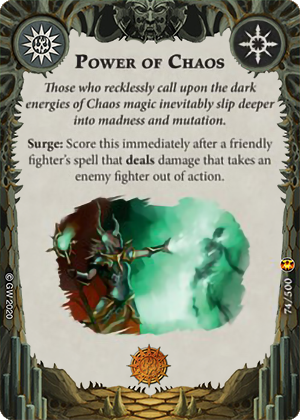 POWER OF CHAOS
Those who recklessly call upon the dark
energies of Chaos magic inevitably slip deeper
into madness and mutation.
Surge: Score this immediately after a friendly
fighter's spell that deals damage that takes an
enemy fighter out of action.
© GW 2020
74/500